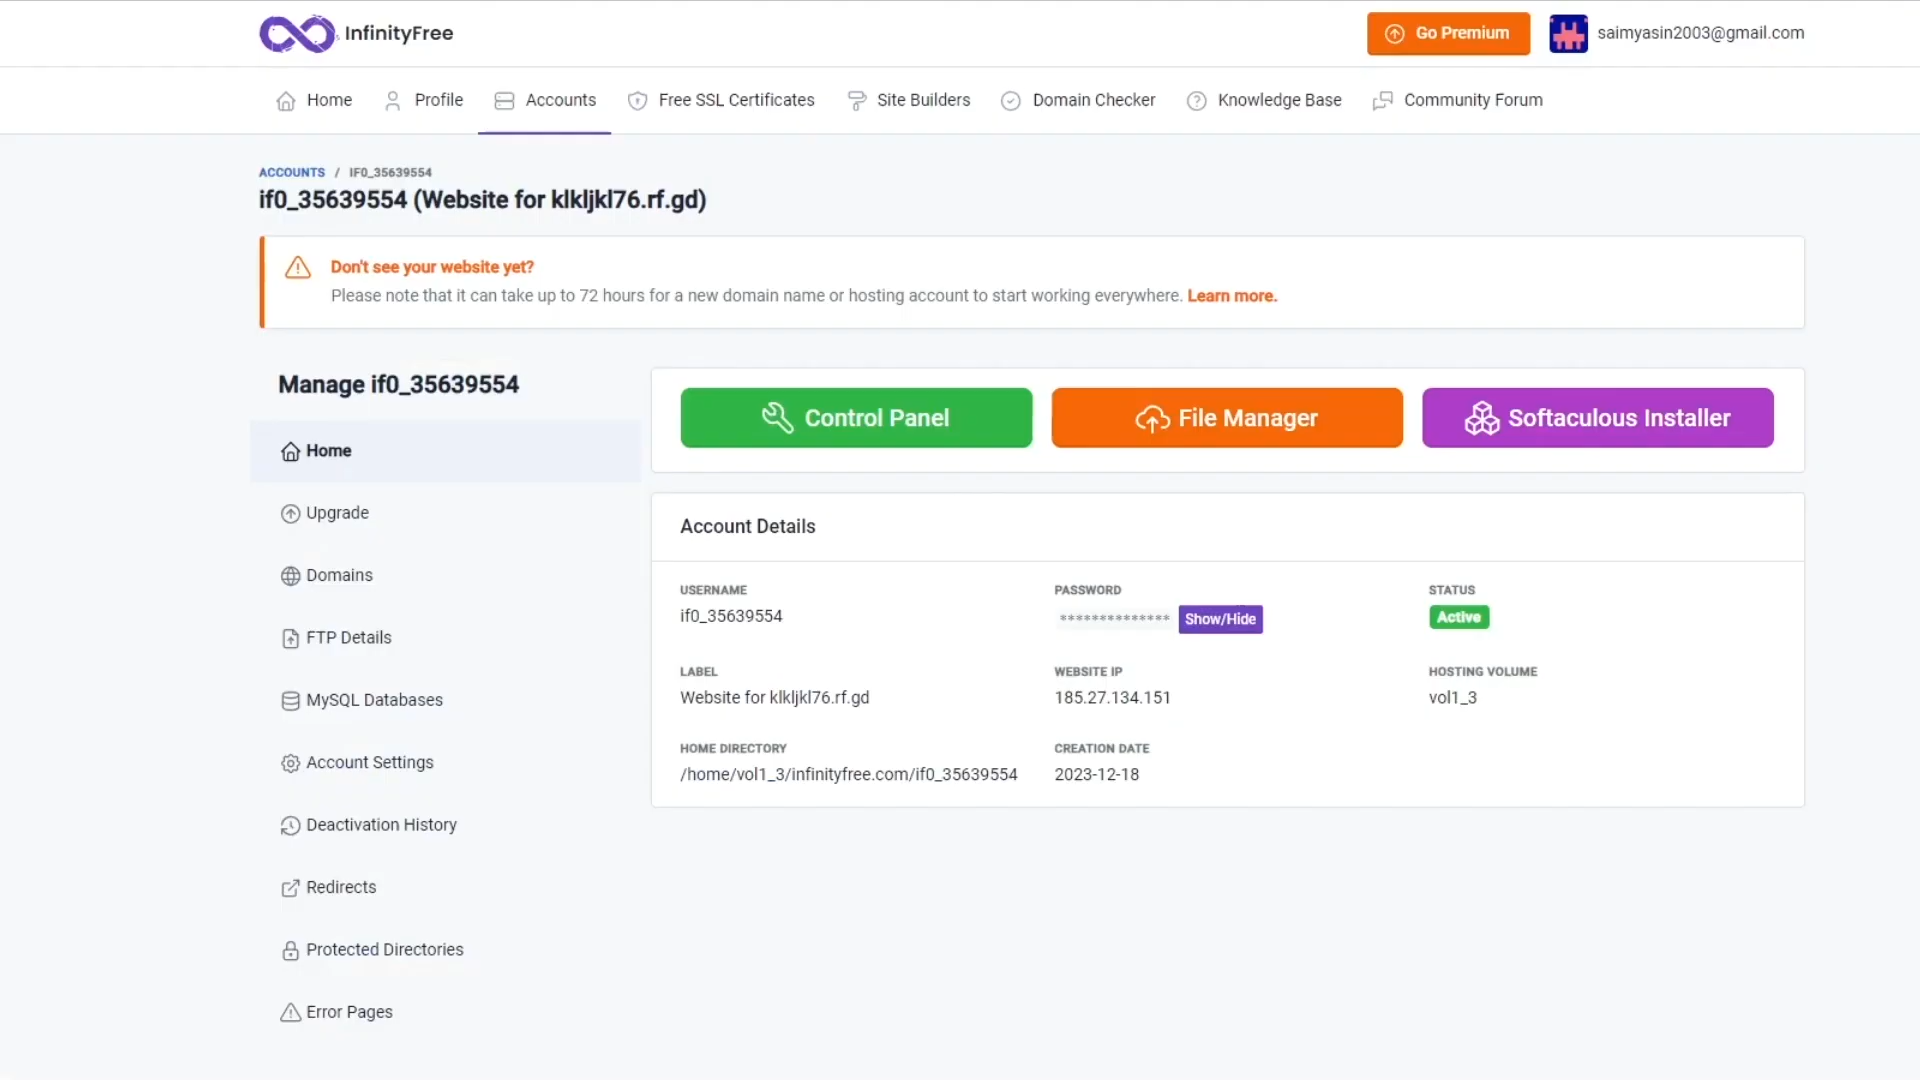 InfinityFree
Go Premium
saimyasin2003@gmail.com
Home
Profile
Accounts
Free SSL Certificates
Site Builders
Domain Checker
Knowledge Base
Community Forum
ACCOUNTS / IF0_35639554
if0_35639554 (Website for klkljkl76.rf.gd)
Don't see your website yet?
Please note that it can take up to 72 hours for a new domain name or hosting account to start working everywhere. Learn more.
Manage if0_35639554
Home
Upgrade
Domains
FTP Details
MySQL Databases
Account Settings
Deactivation History
Redirects
Protected Directories
Error Pages
Control Panel
File Manager
Softaculous Installer
Account Details
USERNAME
if0_35639554
PASSWORD
************** Show/Hide
STATUS
Active
LABEL
Website for klkljkl76.rf.gd
WEBSITE IP
185.27.134.151
HOSTING VOLUME
vol1_3
HOME DIRECTORY
/home/vol1_3/infinityfree.com/if0_35639554
CREATION DATE
2023-12-18